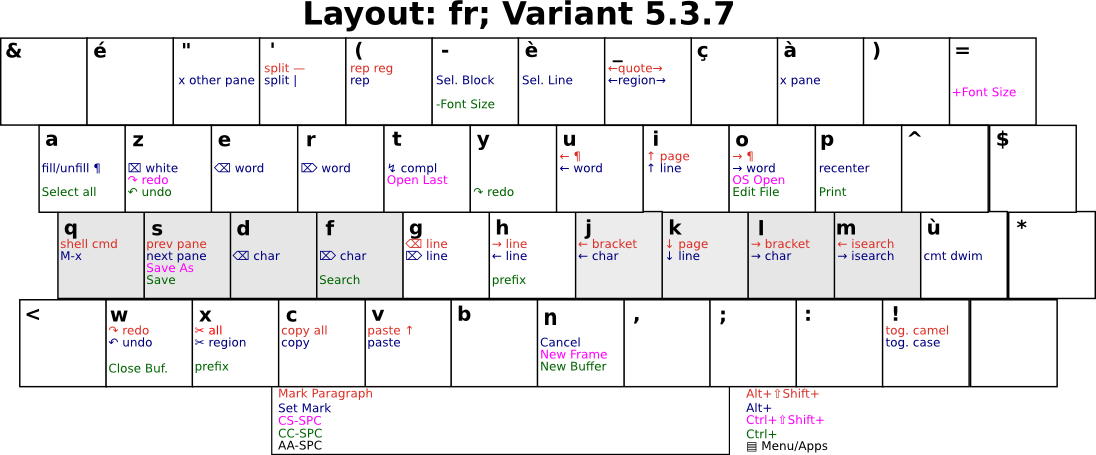 Layout: fr; Variant 5.3.7
& é " ' ( - è _ ç à ) =
split — rep reg ←quote→
x other pane split | rep Sel. Block Sel. Line ←region→ x pane
+Font Size
-Font Size
a z e r t y u i o p ^ $
← ¶ ↑ page → ¶
fill/unfill ¶ ⌧ white ⌫ word ⌦ word ↯ compl ← word ↑ line → word recenter
↷ redo Open Last OS Open
Select all ↶ undo ↷ redo Edit File Print
q s d f g h j k l m ù *
shell cmd prev pane ⌫ line → line ← bracket ↓ page → bracket ← isearch
M-x next pane ⌫ char ⌦ char ⌦ line ← line ← char ↓ line → char → isearch cmt dwim
Save As
Save Search prefix
< w x c v b n , ; : !
↷ redo ✂ all copy all paste ↑ tog. camel
↶ undo ✂ region copy paste Cancel tog. case
New Frame
Close Buf. prefix New Buffer
Mark Paragraph Alt+⇧Shift+
Set Mark Alt+
CS-SPC Ctrl+⇧Shift+
CC-SPC Ctrl+
AA-SPC ▤ Menu/Apps